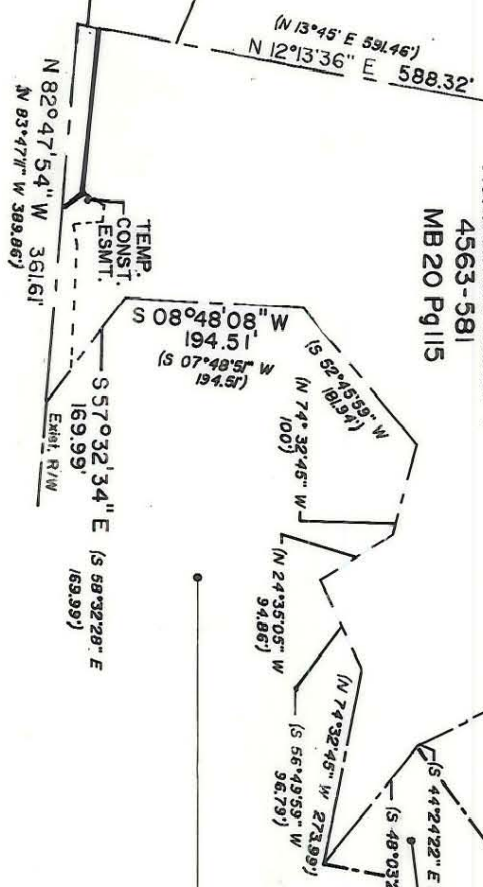 (N 13°45' E 591.46')
N 12°13'36" E 588.32'
4563-581
MB 20 Pg 115
N 82°47'54" W 361.61'
(N 83°47'11" W 389.86')
TEMP.
CONST.
ESMT.
S 08°48'08" W
194.51'
(S 07°48'51" W
194.51')
(S 52°45'59" W
181.94')
(N 74°32'45" W
100')
S 57°32'34" E
169.99'
(S 58°32'28" E
169.99')
Exist. R/W
(N 24°35'05" W
94.86')
(N 74°32'45" W 273.99')
(S 56°49'59" W
96.79')
(S 44°24'22" E
(S 48°03'2